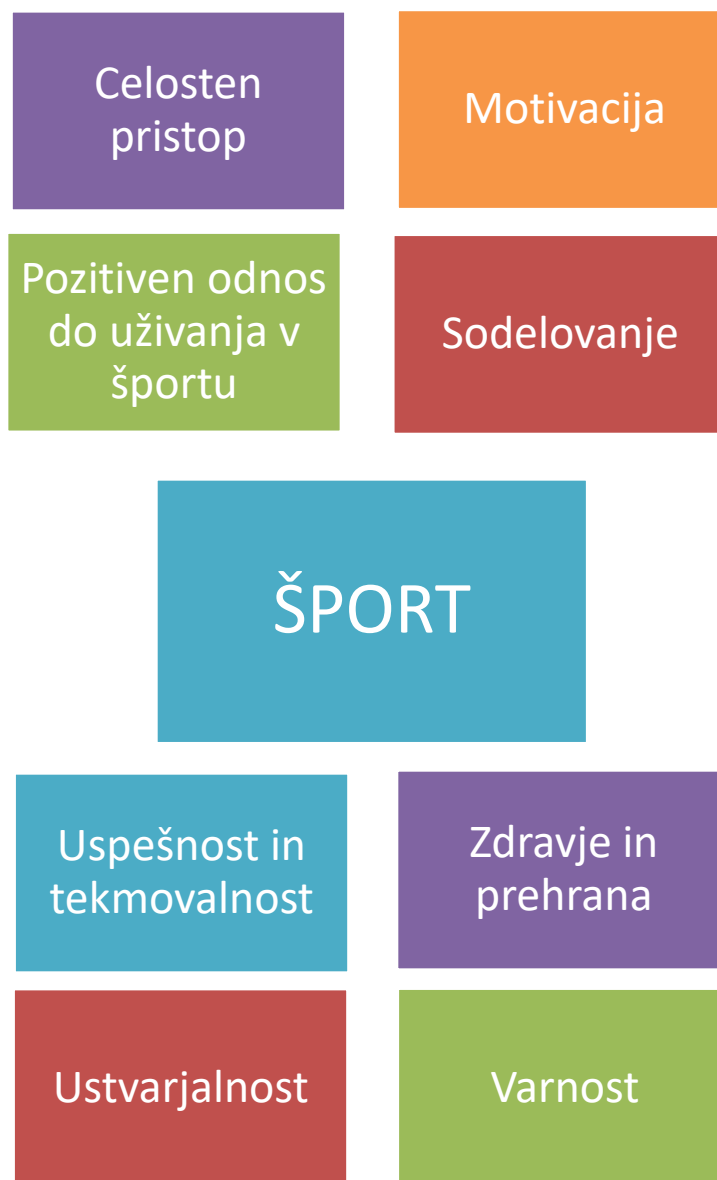 Celosten
pristop
Motivacija
Pozitiven odnos
do uživanja v
športu
Sodelovanje
ŠPORT
Uspešnost in
tekmovalnost
Zdravje in
prehrana
Ustvarjalnost
Varnost